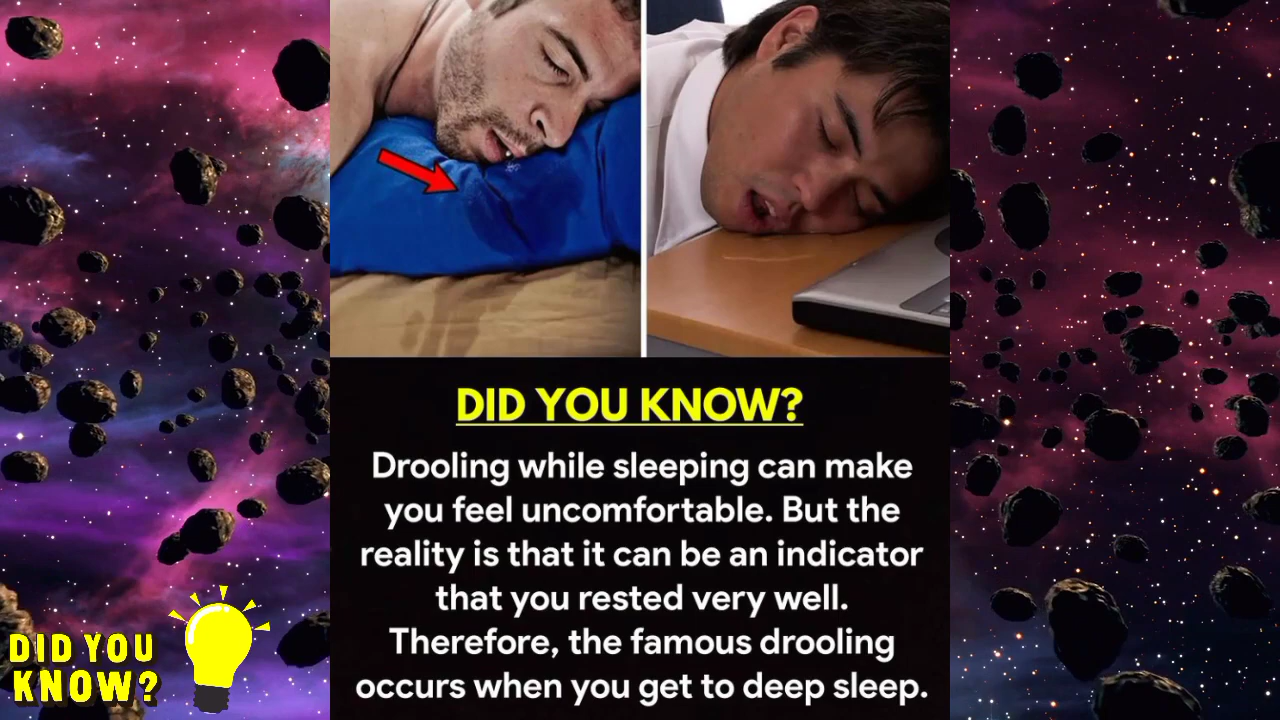 DID YOU KNOW?
Drooling while sleeping can make
you feel uncomfortable. But the
reality is that it can be an indicator
that you rested very well.
Therefore, the famous drooling
occurs when you get to deep sleep.
DID YOU
KNOW?